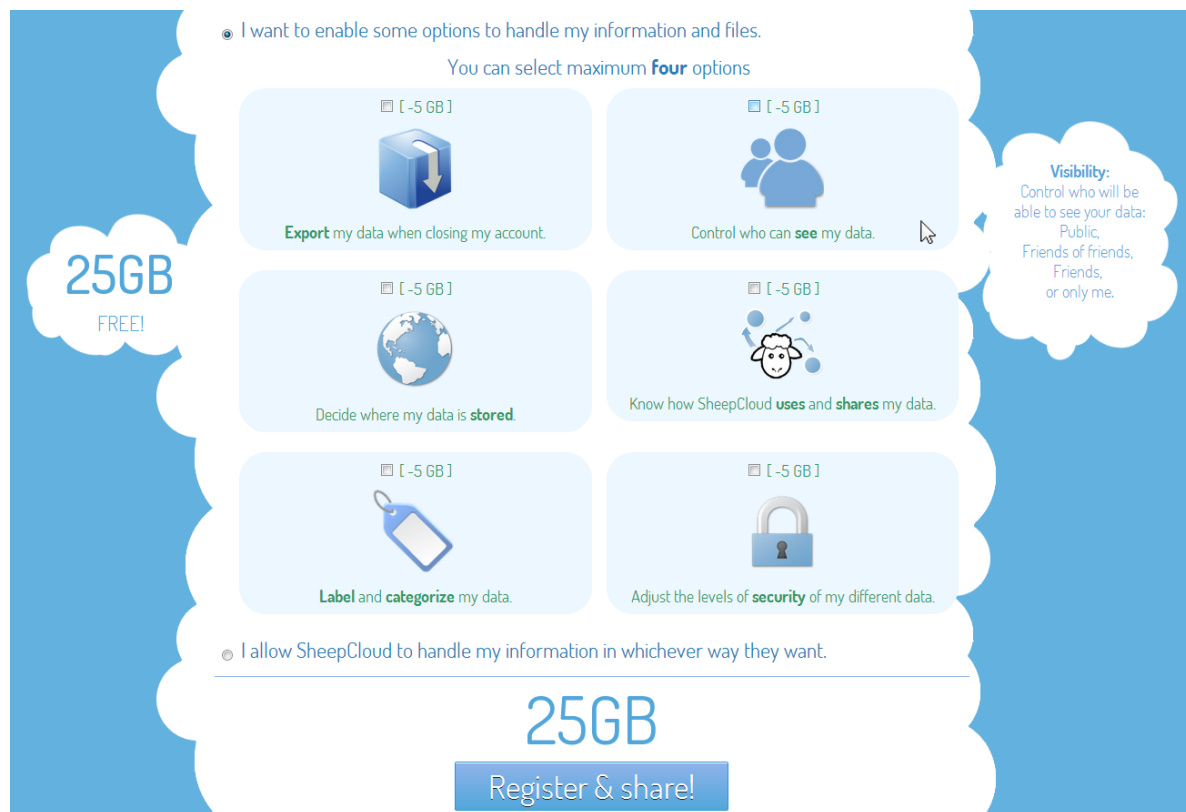 I want to enable some options to handle my information and files.
You can select maximum four options
[ -5 GB ]
Export my data when closing my account.
[ -5 GB ]
Control who can see my data.
Visibility:
Control who will be
able to see your data:
Public,
Friends of friends,
Friends,
or only me.
25GB
FREE!
[ -5 GB ]
Decide where my data is stored.
[ -5 GB ]
Know how SheepCloud uses and shares my data.
[ -5 GB ]
Label and categorize my data.
[ -5 GB ]
Adjust the levels of security of my different data.
I allow SheepCloud to handle my information in whichever way they want.
25GB
Register & share!